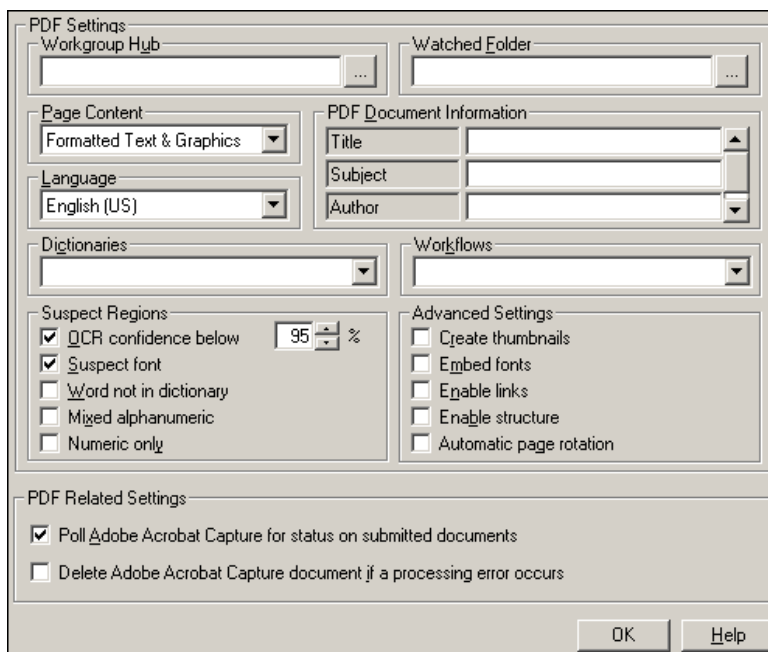 PDF Settings
Workgroup Hub
Watched Folder
...
...
Page Content
PDF Document Information
Formatted Text & Graphics
Title
Subject
Language
English (US)
Author
Dictionaries
Workflows
Suspect Regions
Advanced Settings
OCR confidence below 95 %
Create thumbnails
Suspect font
Embed fonts
Word not in dictionary
Enable links
Mixed alphanumeric
Enable structure
Numeric only
Automatic page rotation
PDF Related Settings
Poll Adobe Acrobat Capture for status on submitted documents
Delete Adobe Acrobat Capture document if a processing error occurs
OK
Help